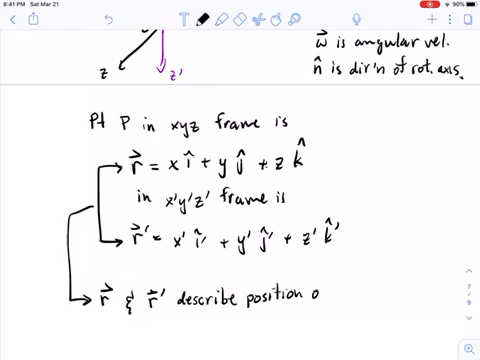 8:41 PM Sat Mar 21
90%
z
z'
ω⃗ is angular vel.
n̂ is dir'n of rot. axis.
Pt P in xyz frame is
r⃗ = x î + y ĵ + z k̂
in x'y'z' frame is
r⃗' = x' î' + y' ĵ' + z' k̂'
r⃗ & r⃗' describe position o
7
9